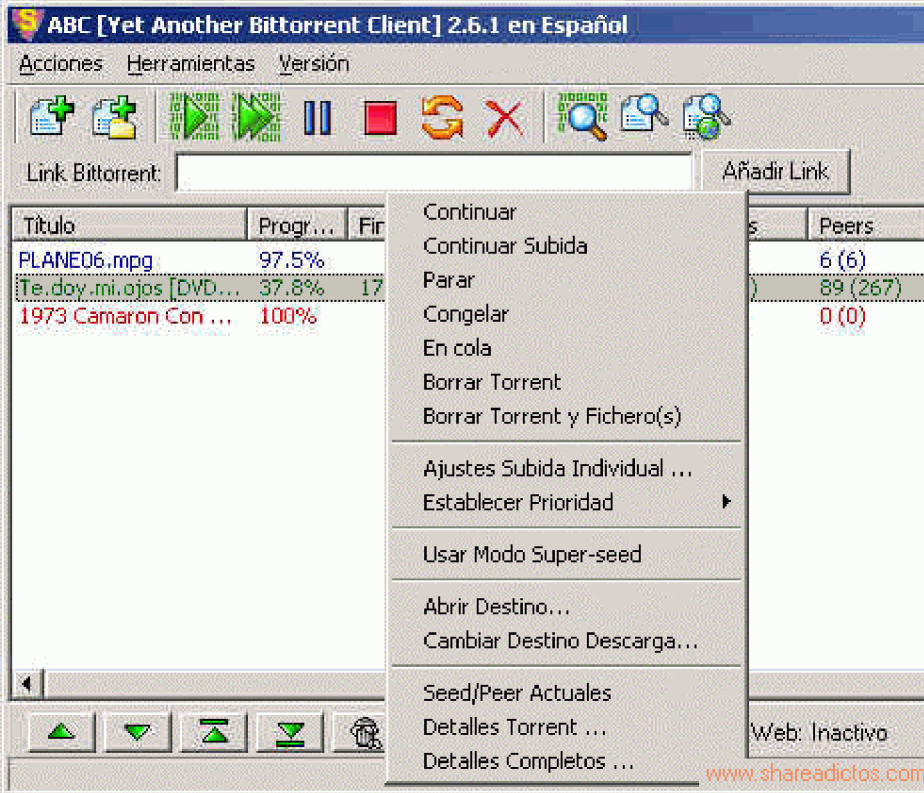 ABC [Yet Another Bittorrent Client] 2.6.1 en Español
Acciones Herramientas Versión
Link Bittorrent: Añadir Link
Título Progr... Fin s Peers
PLANE06.mpg 97.5% 6 (6)
Te.doy.mi.ojos [DVD... 37.8% 17 ) 89 (267)
1973 Camaron Con ... 100% 0 (0)
Continuar
Continuar Subida
Parar
Congelar
En cola
Borrar Torrent
Borrar Torrent y Fichero(s)
Ajustes Subida Individual ...
Establecer Prioridad
Usar Modo Super-seed
Abrir Destino...
Cambiar Destino Descarga...
Seed/Peer Actuales
Detalles Torrent ...
Detalles Completos ...
Web: Inactivo
www.shareadictos.com